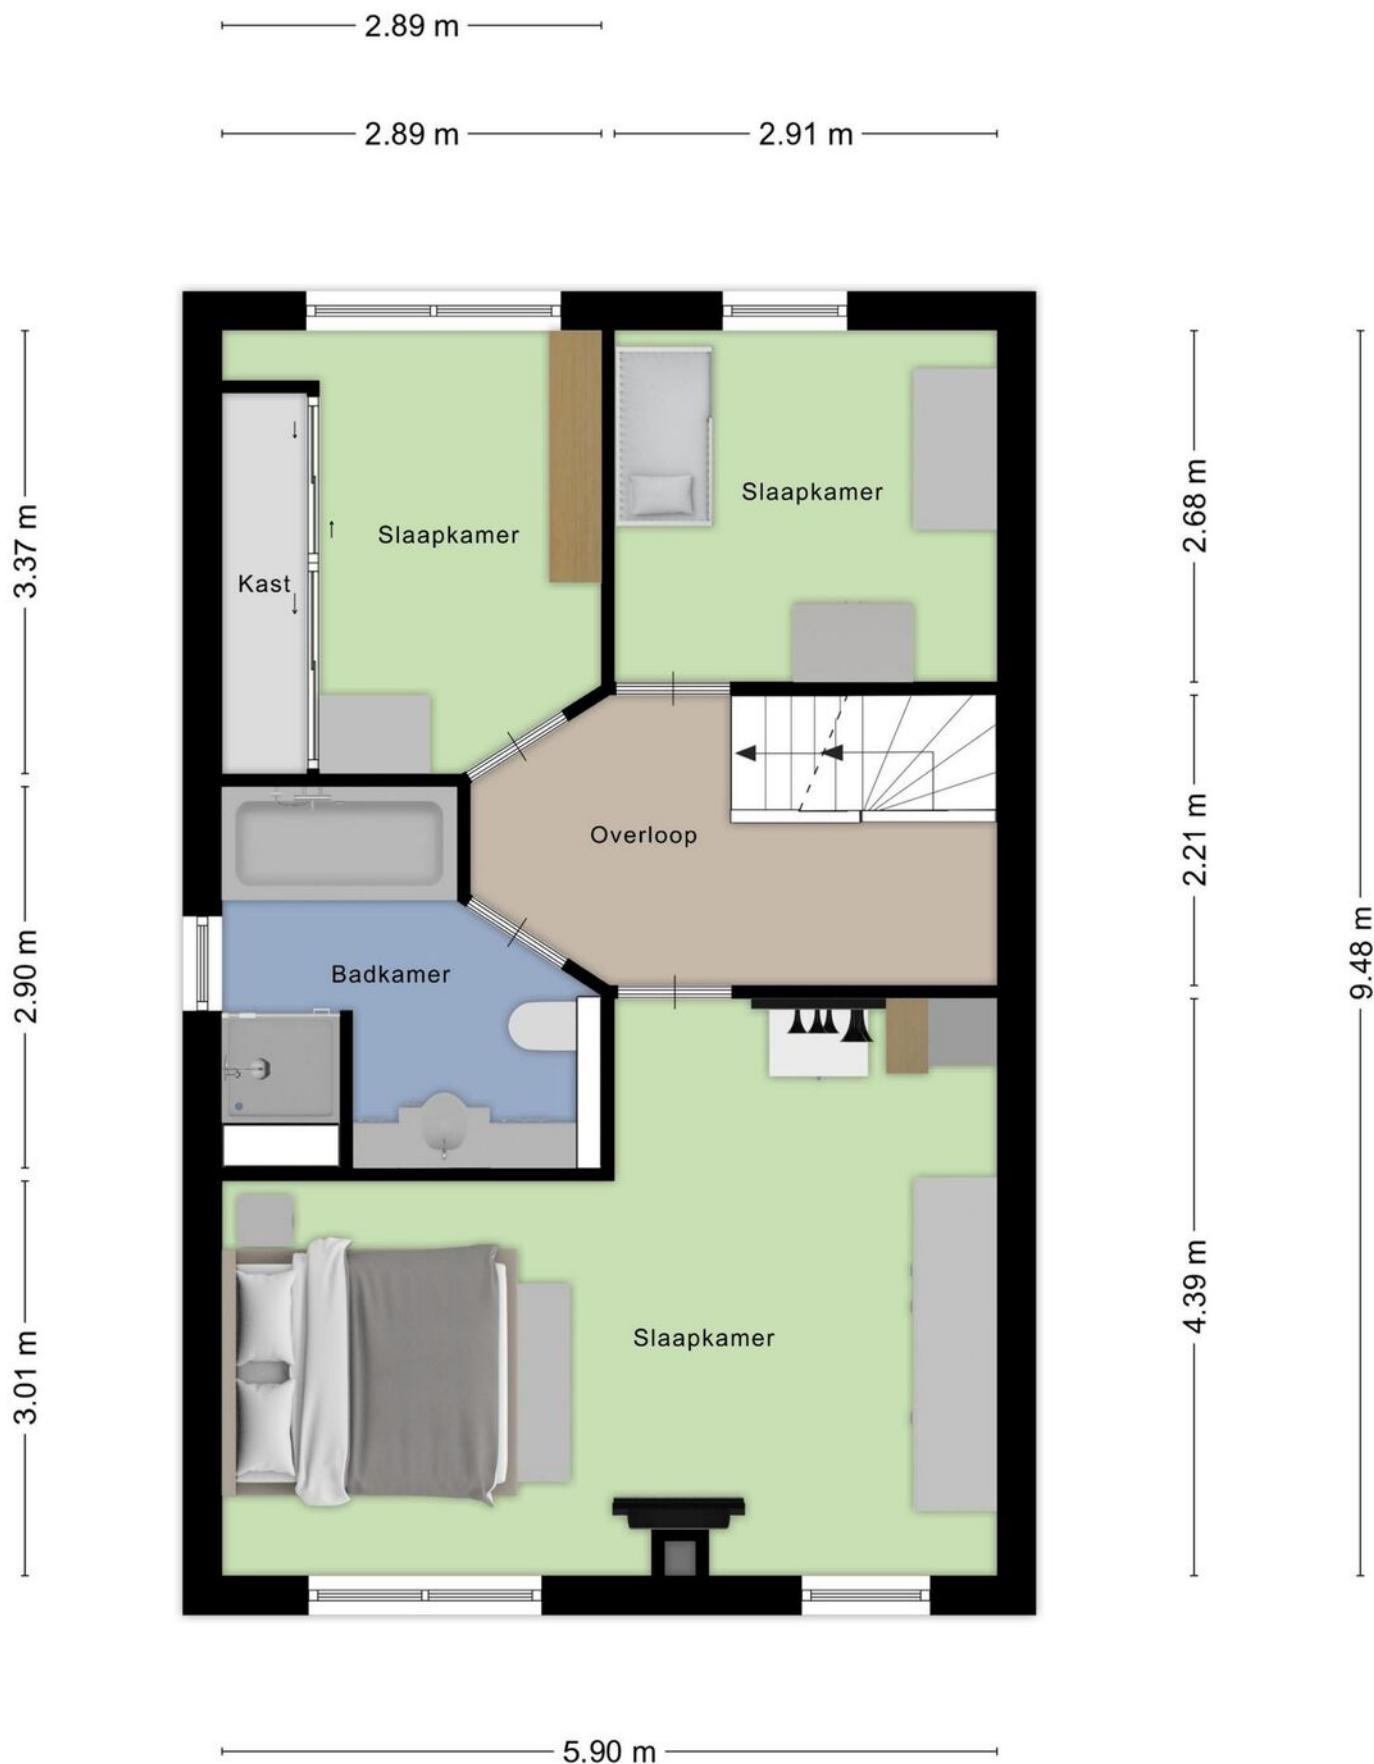 2.89 m
2.89 m
2.91 m
3.37 m
2.68 m
Slaapkamer
Slaapkamer
Kast
2.21 m
Overloop
9.48 m
2.90 m
Badkamer
4.39 m
3.01 m
Slaapkamer
5.90 m